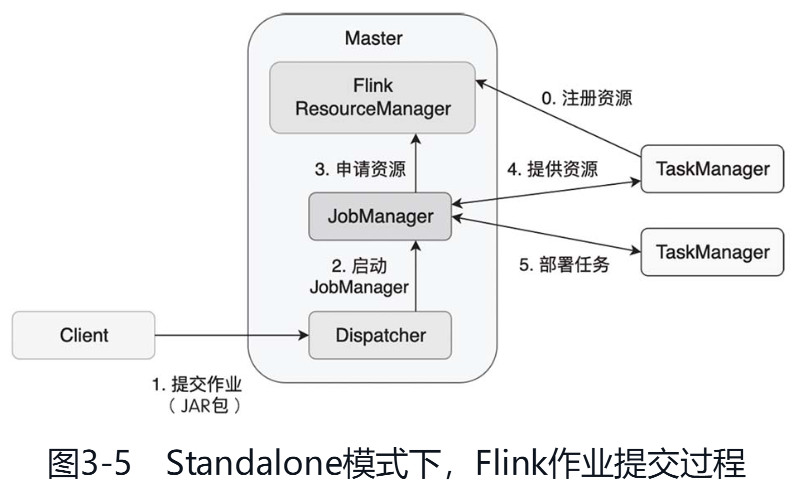 Master
Flink
ResourceManager
0. 注册资源
3. 申请资源
4. 提供资源
TaskManager
JobManager
TaskManager
2. 启动
JobManager
5. 部署任务
Client
Dispatcher
1. 提交作业
（JAR包）
图3-5 Standalone模式下，Flink作业提交过程